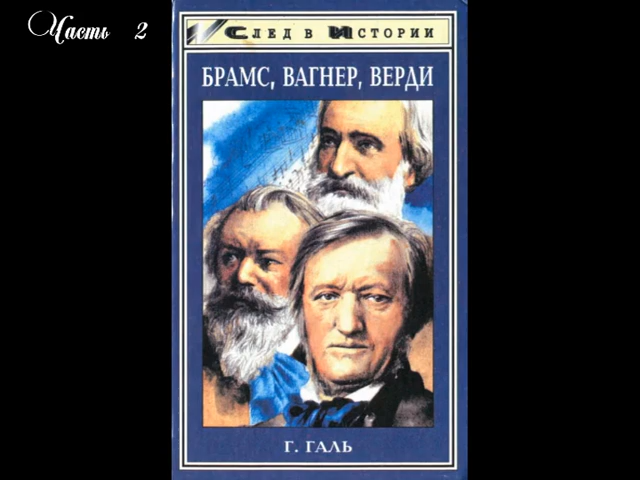 Часть 2
След в Истории
БРАМС, ВАГНЕР, ВЕРДИ
Г. ГАЛЬ